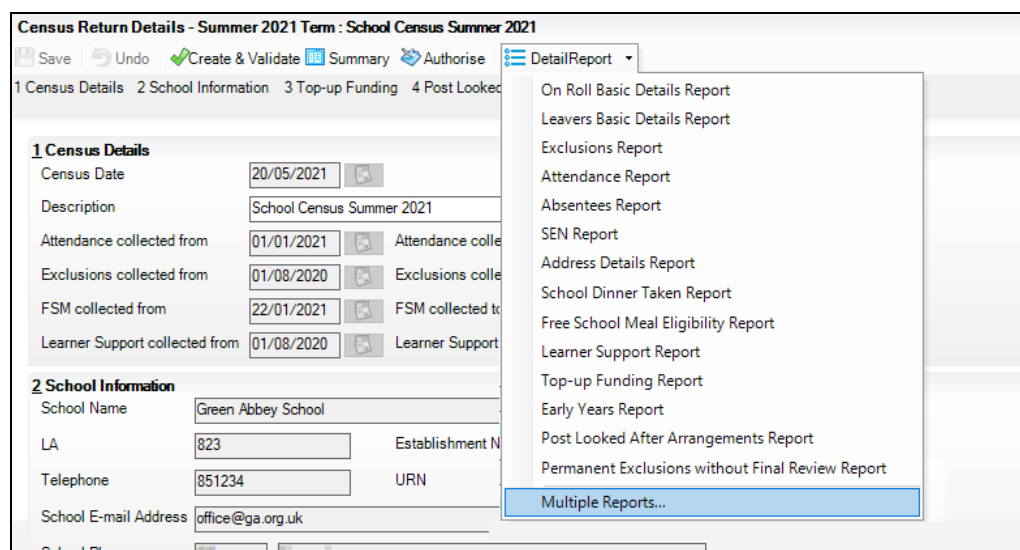 Census Return Details - Summer 2021 Term : School Census Summer 2021
Save Undo Create & Validate Summary Authorise DetailReport
1 Census Details 2 School Information 3 Top-up Funding 4 Post Looked
On Roll Basic Details Report
Leavers Basic Details Report
Exclusions Report
Attendance Report
Absentees Report
SEN Report
Address Details Report
School Dinner Taken Report
Free School Meal Eligibility Report
Learner Support Report
Top-up Funding Report
Early Years Report
Post Looked After Arrangements Report
Permanent Exclusions without Final Review Report
Multiple Reports...
1 Census Details
Census Date 20/05/2021
Description School Census Summer 2021
Attendance collected from 01/01/2021 Attendance colle
Exclusions collected from 01/08/2020 Exclusions colle
FSM collected from 22/01/2021 FSM collected to
Learner Support collected from 01/08/2020 Learner Support
2 School Information
School Name Green Abbey School
LA 823 Establishment N
Telephone 851234 URN
School E-mail Address office@ga.org.uk